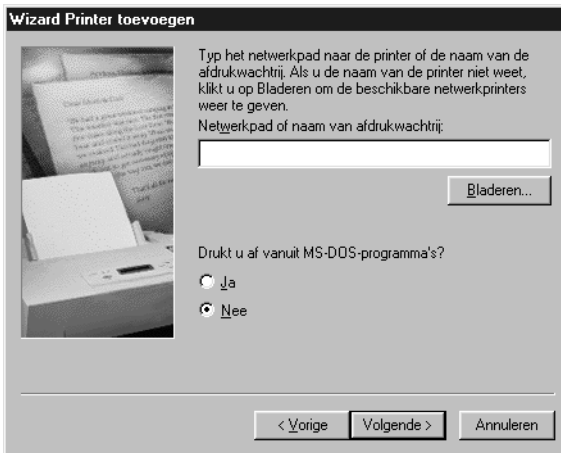 Wizard Printer toevoegen
Typ het netwerkpad naar de printer of de naam van de
afdrukwachtrij. Als u de naam van de printer niet weet,
klikt u op Bladeren om de beschikbare netwerkprinters
weer te geven.
Netwerkpad of naam van afdrukwachtrij:
Bladeren...
Drukt u af vanuit MS-DOS-programma's?
Ja
Nee
< Vorige
Volgende >
Annuleren